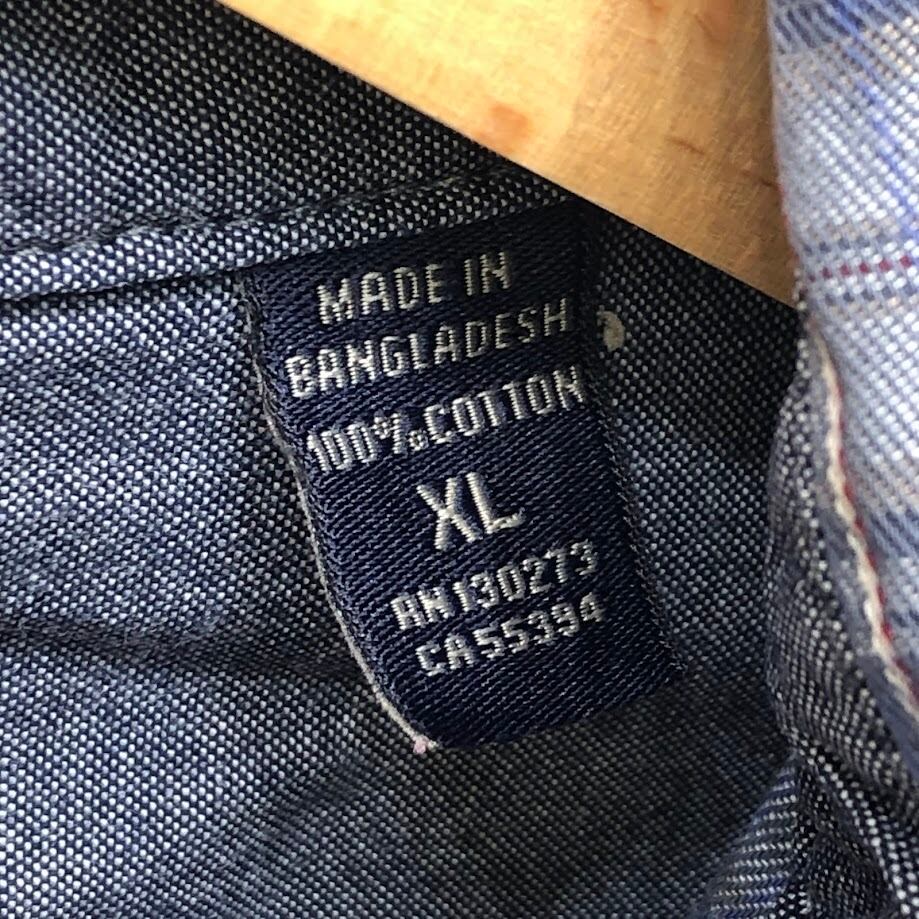 MADE IN
BANGLADESH
100% COTTON
XL
RN130273
CA55394